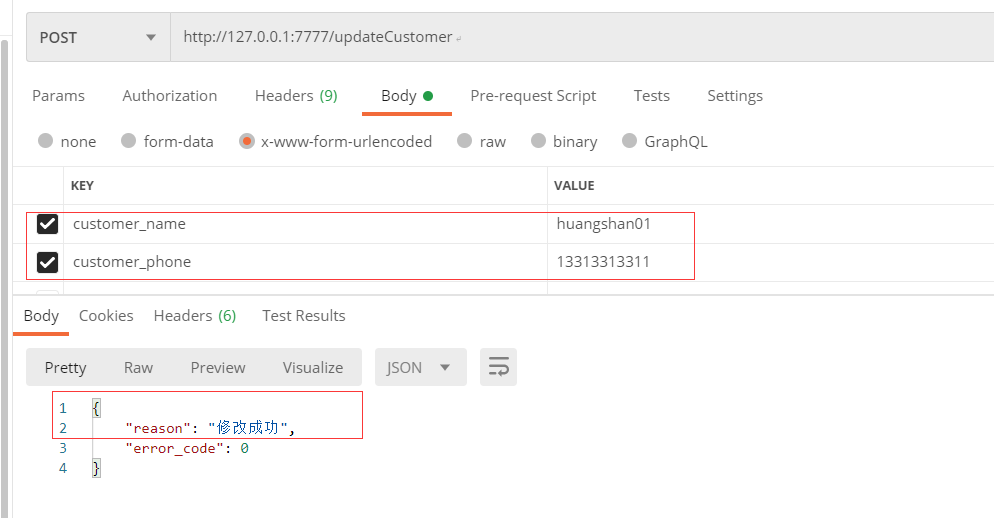 POST http://127.0.0.1:7777/updateCustomer
Params Authorization Headers (9) Body Pre-request Script Tests Settings
none form-data x-www-form-urlencoded raw binary GraphQL
KEY VALUE
customer_name huangshan01
customer_phone 13313313311
Body Cookies Headers (6) Test Results
Pretty Raw Preview Visualize JSON
1 {
2 "reason": "修改成功",
3 "error_code": 0
4 }